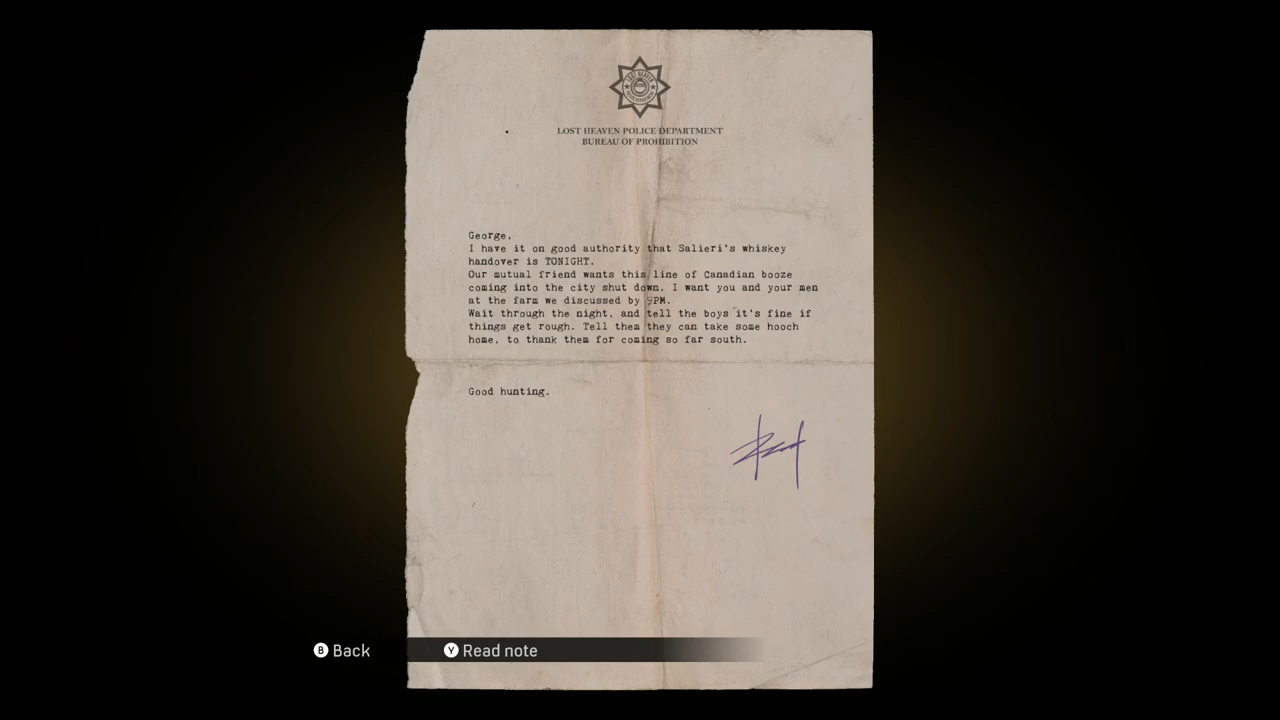 LOST HEAVEN
LOST HEAVEN POLICE DEPARTMENT
BUREAU OF PROHIBITION
George,
I have it on good authority that Salieri's whiskey
handover is TONIGHT.
Our mutual friend wants this line of Canadian booze
coming into the city shut down. I want you and your men
at the farm we discussed by 9PM.
Wait through the night, and tell the boys it's fine if
things get rough. Tell them they can take some hooch
home, to thank them for coming so far south.
Good hunting.
B Back
Y Read note